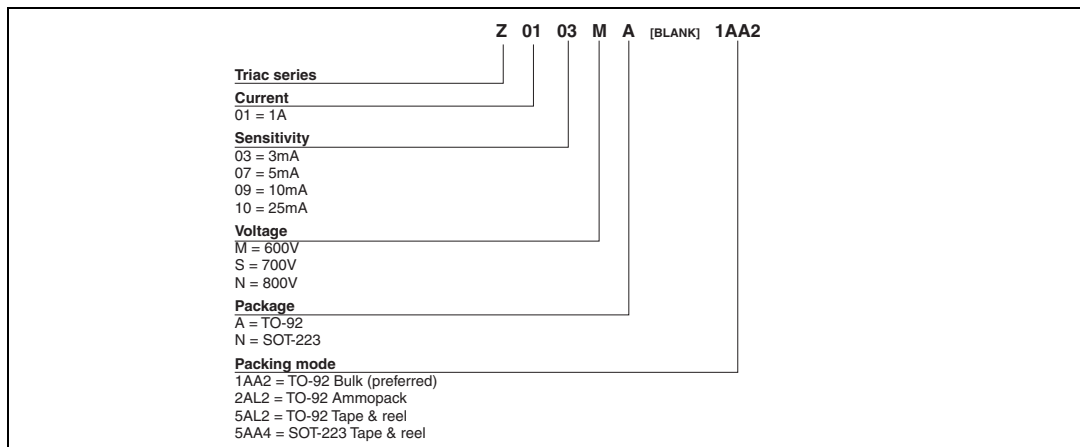 Z 01 03 M A [BLANK] 1AA2
Triac series
Current
01 = 1A
Sensitivity
03 = 3mA
07 = 5mA
09 = 10mA
10 = 25mA
Voltage
M = 600V
S = 700V
N = 800V
Package
A = TO-92
N = SOT-223
Packing mode
1AA2 = TO-92 Bulk (preferred)
2AL2 = TO-92 Ammopack
5AL2 = TO-92 Tape & reel
5AA4 = SOT-223 Tape & reel